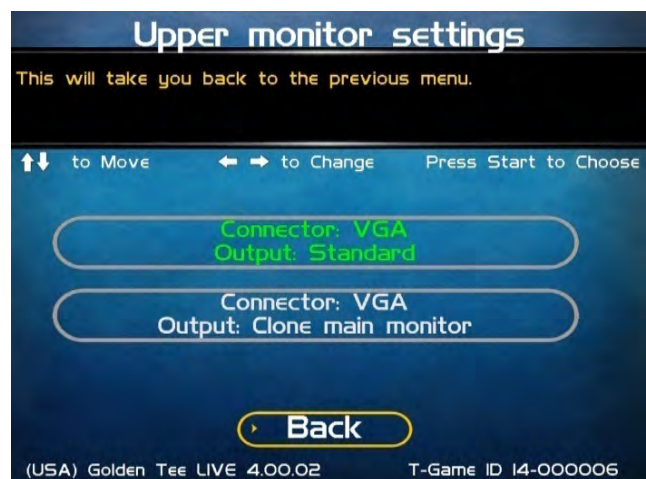 Upper monitor settings
This will take you back to the previous menu.
↑↓ to Move ← → to Change Press Start to Choose
Connector: VGA
Output: Standard
Connector: VGA
Output: Clone main monitor
Back
(USA) Golden Tee LIVE 4.00.02 T-Game ID 14-000006